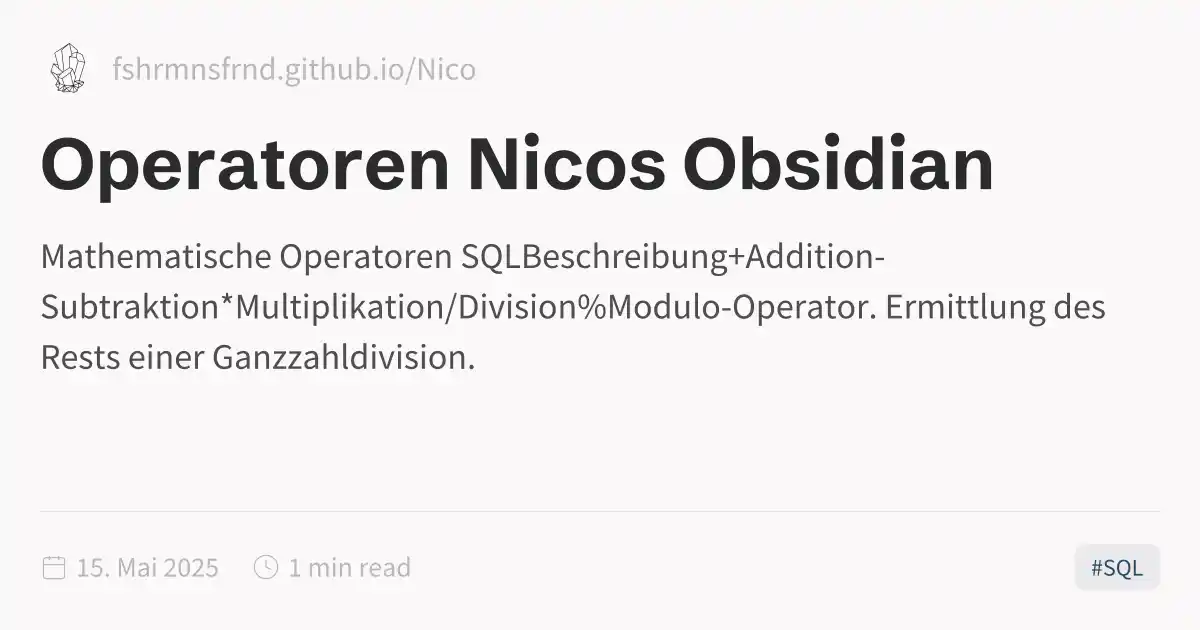 fshrmnsfrnd.github.io/Nico
Operatoren Nicos Obsidian
Mathematische Operatoren SQLBeschreibung+Addition-
Subtraktion*Multiplikation/Division%Modulo-Operator. Ermittlung des
Rests einer Ganzzahldivision.
15. Mai 2025 1 min read #SQL